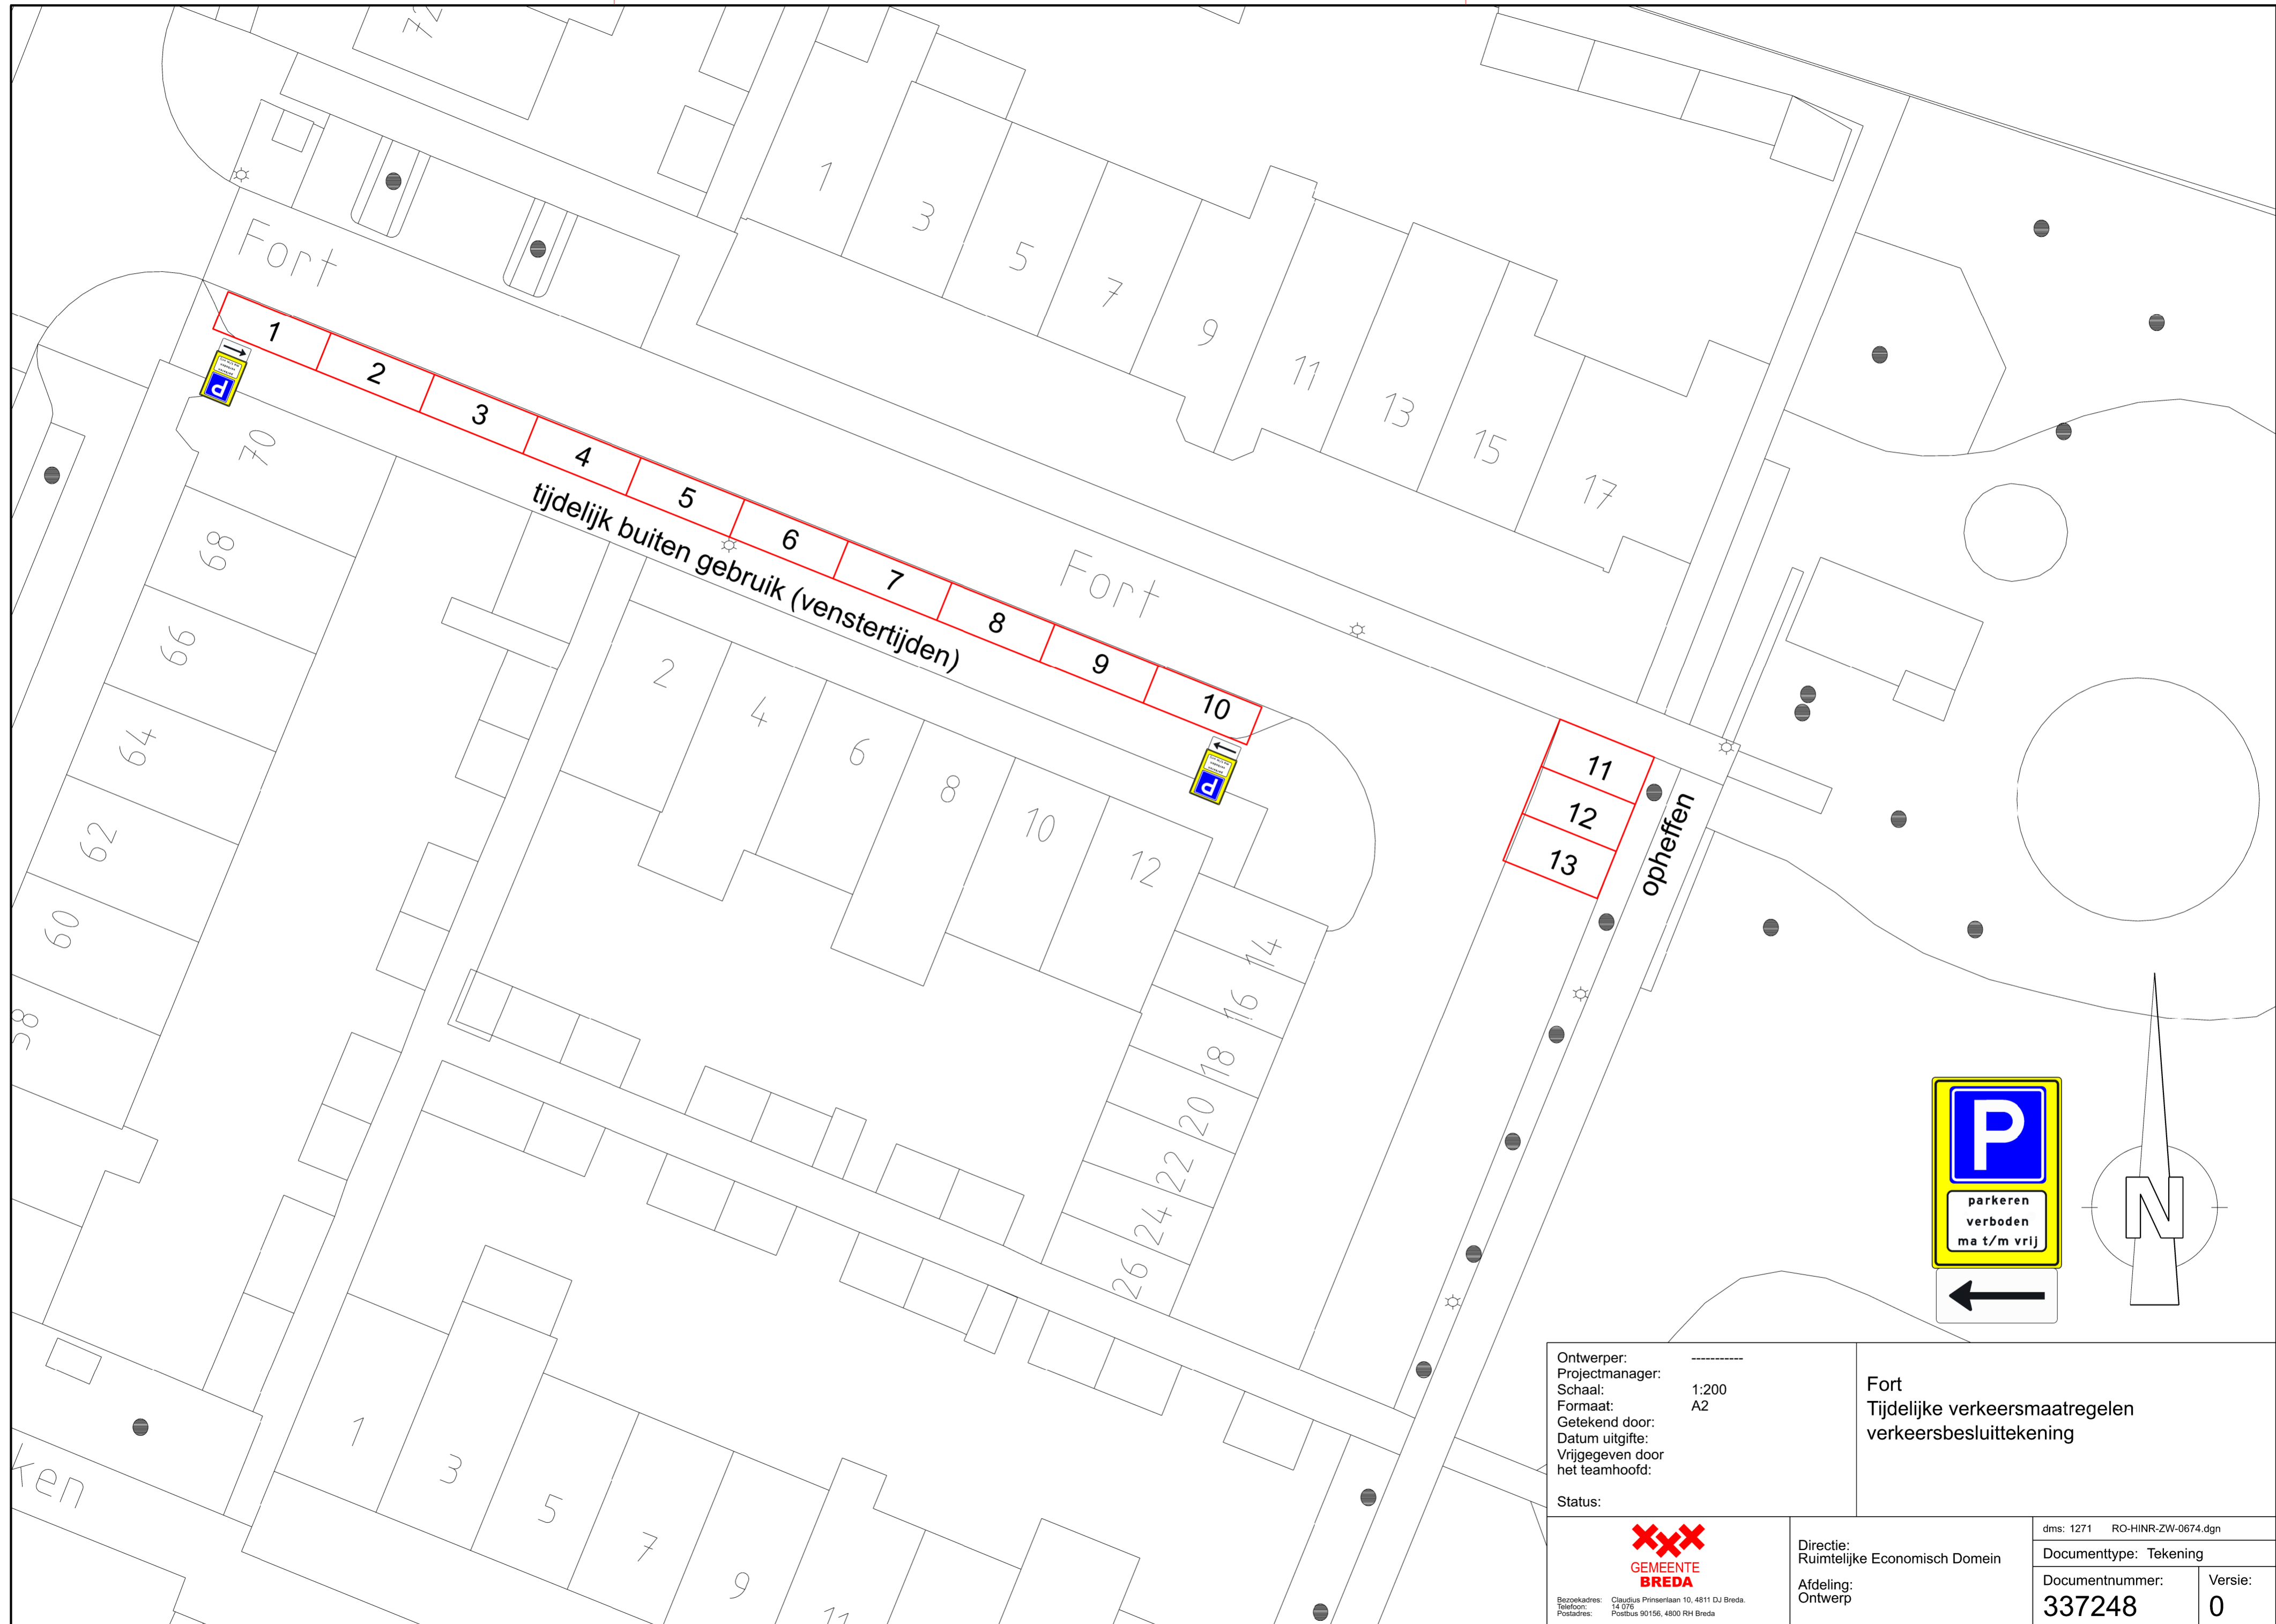 72
1
3
5
7
9
11
13
15
17
Fort
1
2
3
4
5
6
7
8
9
10
tijdelijk buiten gebruik (venstertijden)
Fort
11
12
13
opheffen
70
68
66
64
62
60
58
2
4
6
8
10
12
14
16
18
20
22
24
26
1
3
5
7
9
11
ken
P
P
P
parkeren
verboden
ma t/m vrij
N
Ontwerper: -----------
Projectmanager:
Schaal: 1:200
Formaat: A2
Getekend door:
Datum uitgifte:
Vrijgegeven door
het teamhoofd:
Status:
Fort
Tijdelijke verkeersmaatregelen
verkeersbesluittekening
GEMEENTE
BREDA
Bezoekadres: Claudius Prinsenlaan 10, 4811 DJ Breda.
Telefoon: 14 076
Postadres: Postbus 90156, 4800 RH Breda
Directie:
Ruimtelijke Economisch Domein
Afdeling:
Ontwerp
dms: 1271 RO-HINR-ZW-0674.dgn
Documenttype: Tekening
Documentnummer:
337248
Versie:
0